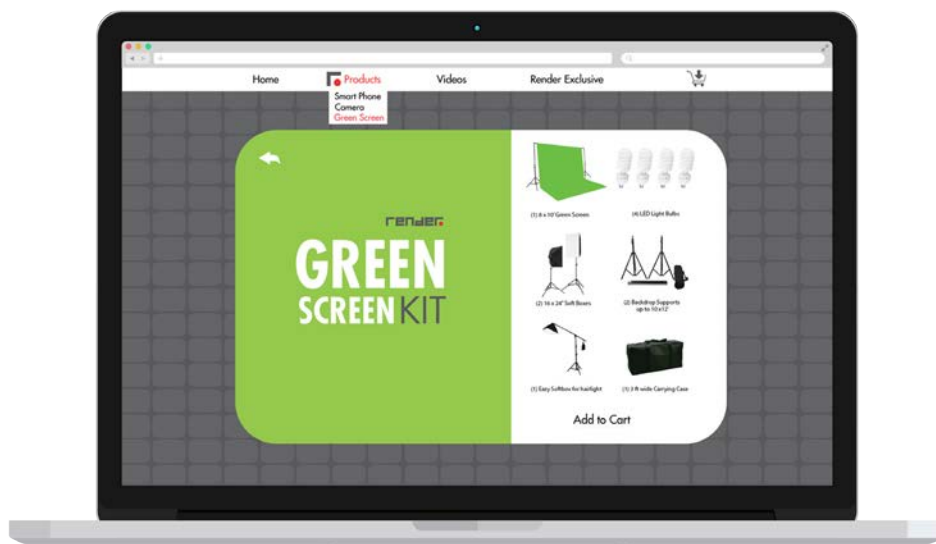 Home
Products
Videos
Render Exclusive
Smart Phone
Camera
Green Screen
render
GREEN
SCREEN KIT
(1) 8 x 10' Green Screen
(4) LED Light Bulbs
(2) 16 x 24" Soft Boxes
(2) Backdrop Supports
up to 10 x12'
(1) Easy Softbox for hairlight
(1) 3 ft wide Carrying Case
Add to Cart